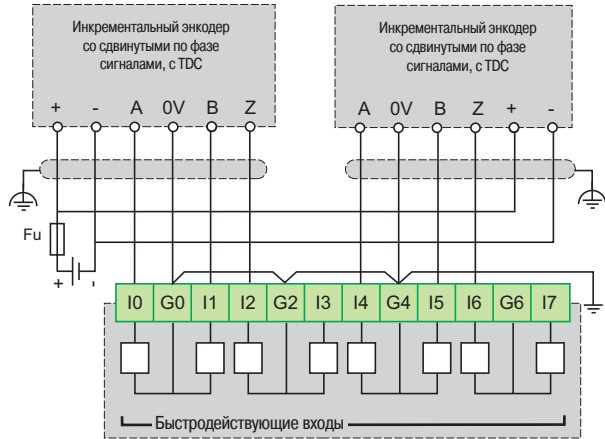 Инкрементальный энкодер
со сдвинутыми по фазе
сигналами, с TDC
Инкрементальный энкодер
со сдвинутыми по фазе
сигналами, с TDC
+ - A 0V B Z
A 0V B Z + -
Fu
+ -
I0 G0 I1 I2 G2 I3 I4 G4 I5 I6 G6 I7
Быстродействующие входы